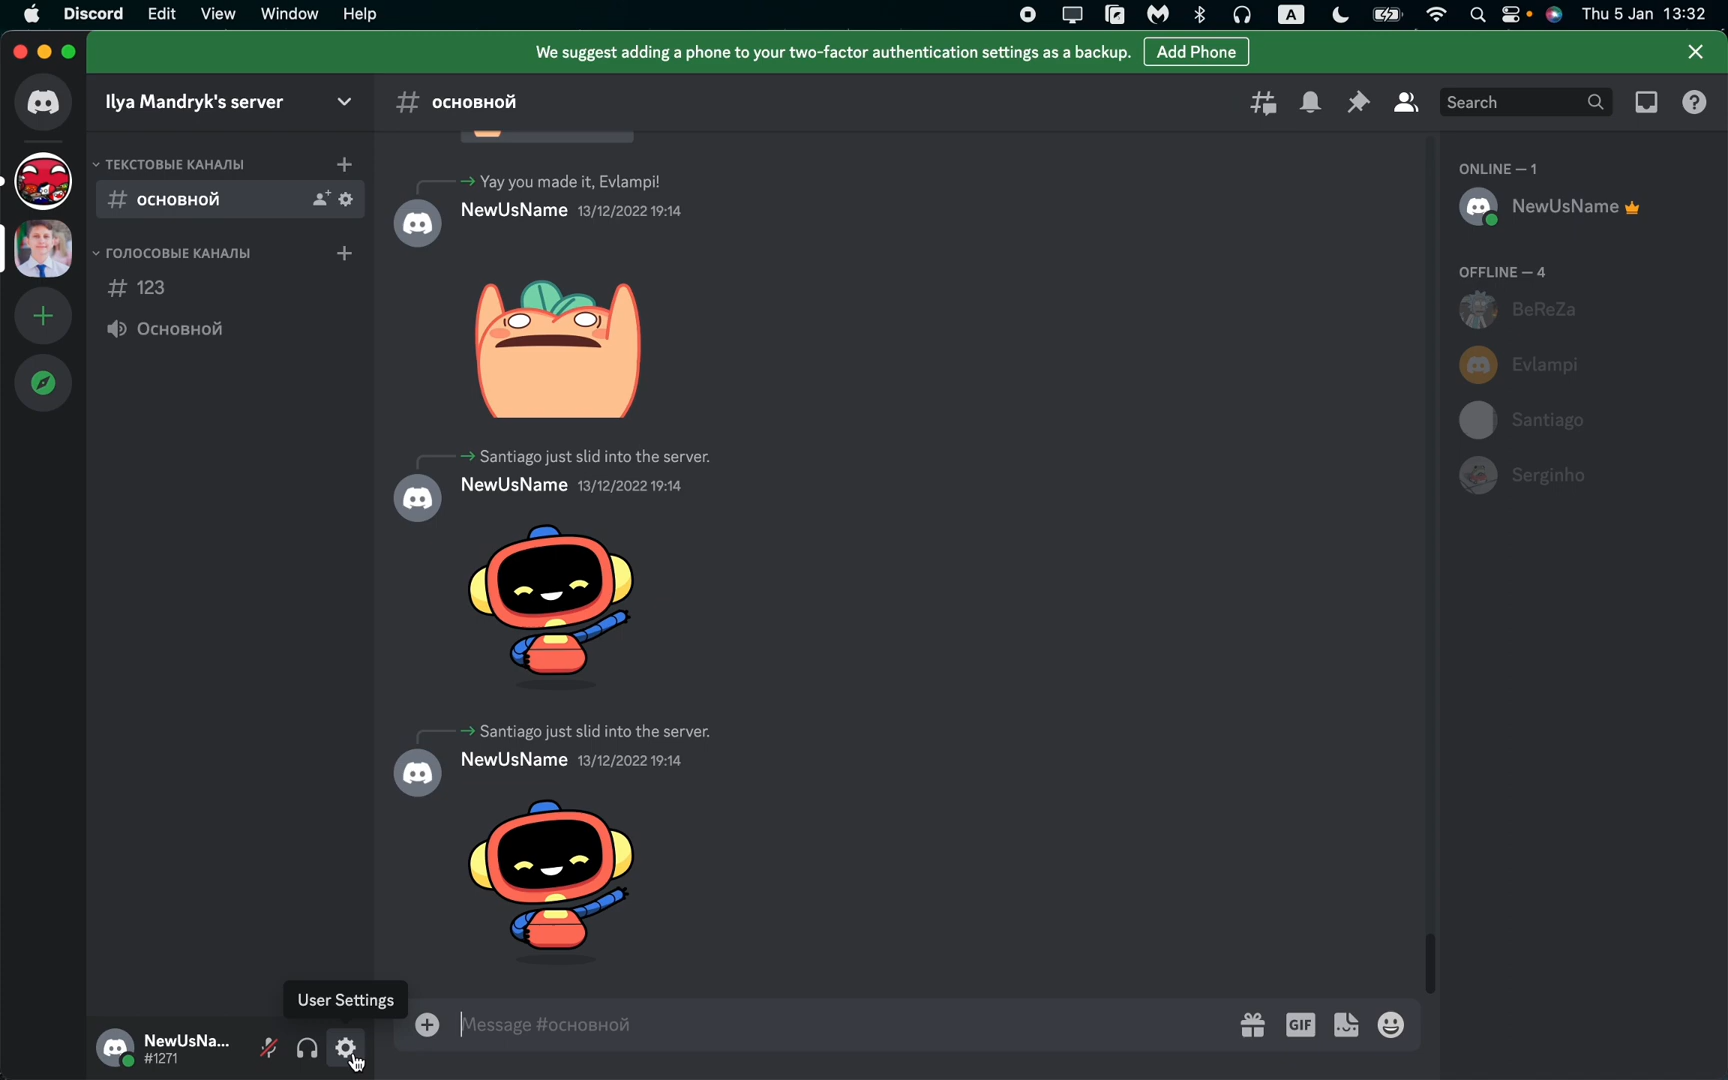 Discord Edit View Window Help A Thu 5 Jan 13:32
We suggest adding a phone to your two-factor authentication settings as a backup. Add Phone
Ilya Mandryk's server
# основной
Search
ТЕКСТОВЫЕ КАНАЛЫ
# основной
ГОЛОСОВЫЕ КАНАЛЫ
# 123
Основной
Yay you made it, Evlampi!
NewUsName 13/12/2022 19:14
Santiago just slid into the server.
NewUsName 13/12/2022 19:14
Santiago just slid into the server.
NewUsName 13/12/2022 19:14
ONLINE — 1
NewUsName
OFFLINE — 4
BeReZa
Evlampi
Santiago
Serginho
User Settings
NewUsNa...
#1271
Message #основной
GIF